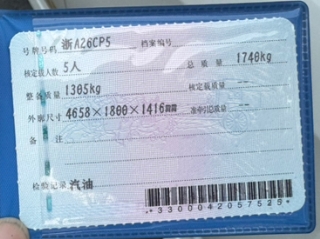 号牌号码 浙A26CP5 档案编号
核定载人数 5人 总质量 1740kg
整备质量 1305kg 核定载质量 --
外廓尺寸 4658×1800×1416mm 准牵引总质量 --
备注
检验记录 汽油
*3300042057525*